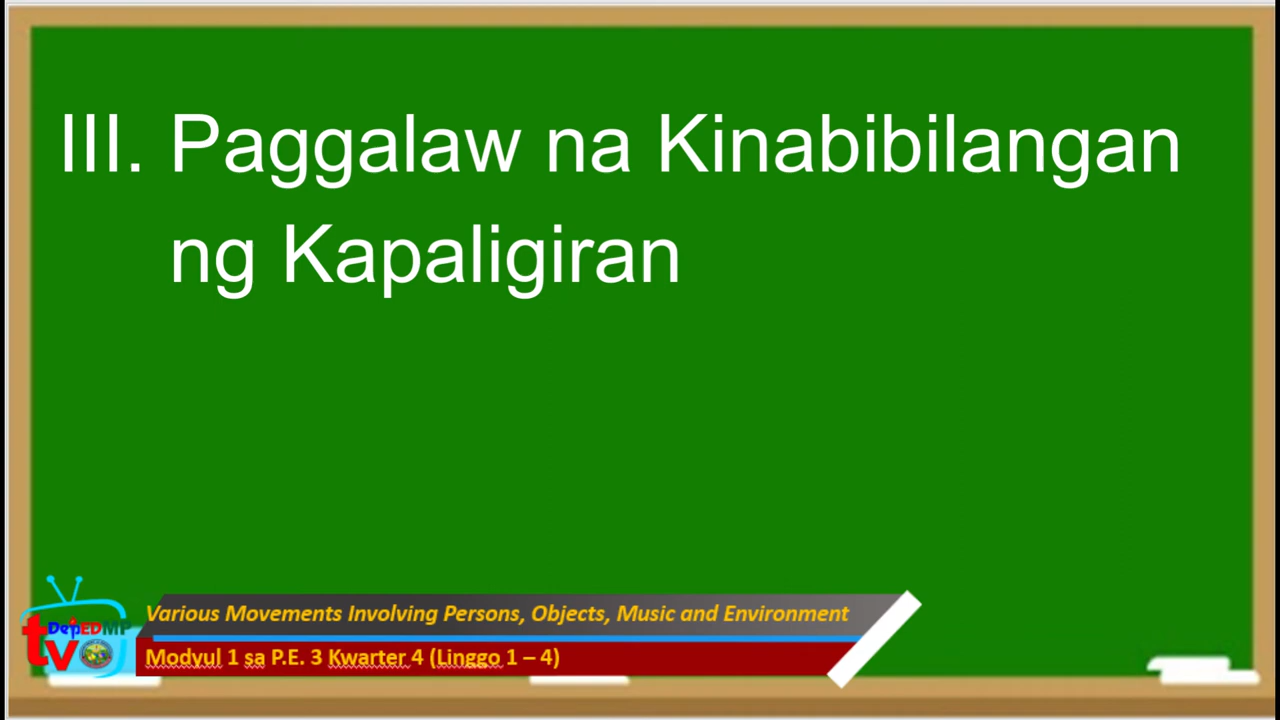 III. Paggalaw na Kinabibilangan
ng Kapaligiran
Various Movements Involving Persons, Objects, Music and Environment
DepEDMP
tv
Modyul 1 sa P.E. 3 Kwarter 4 (Linggo 1 – 4)